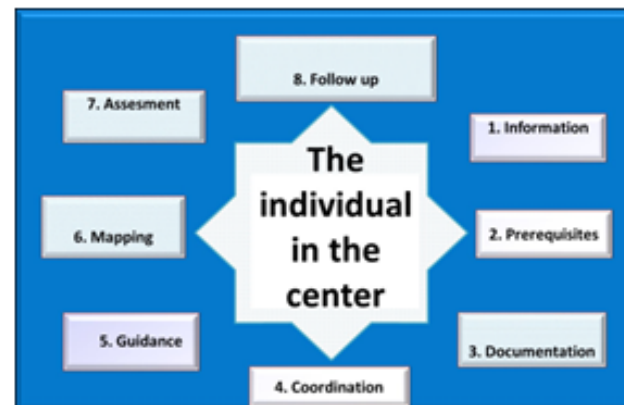 8. Follow up
7. Assesment
1. Information
The
individual
in the
center
6. Mapping
2. Prerequisites
5. Guidance
3. Documentation
4. Coordination